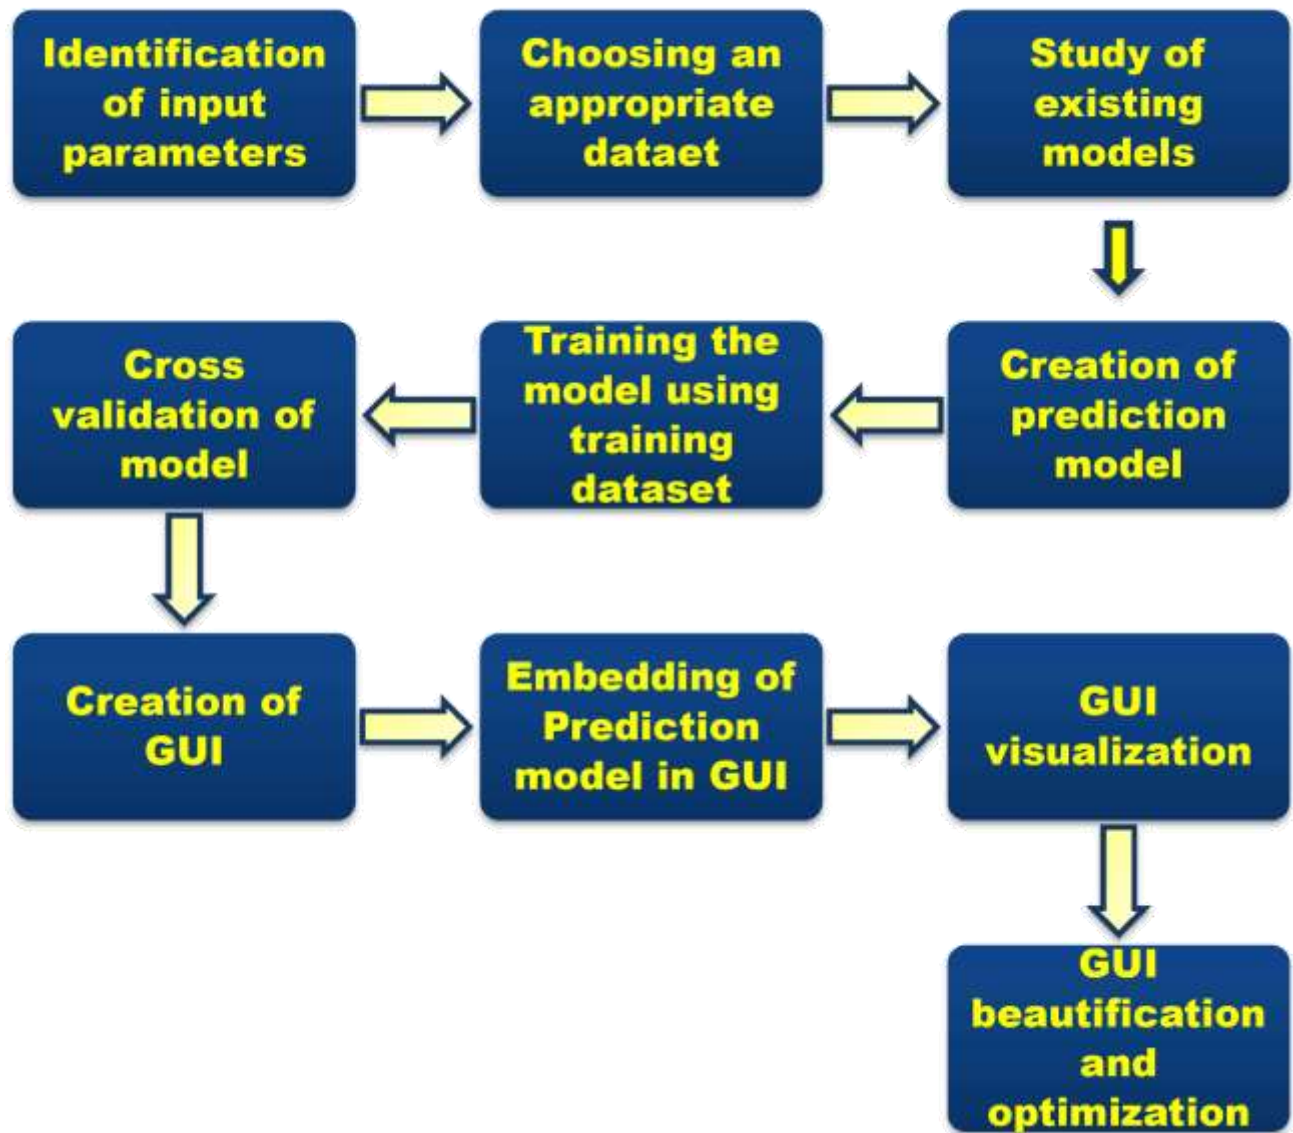 Identification
of input
parameters
Choosing an
appropriate
dataet
Study of
existing
models
Creation of
prediction
model
Training the
model using
training
dataset
Cross
validation of
model
Creation of
GUI
Embedding of
Prediction
model in GUI
GUI
visualization
GUI
beautification
and
optimization